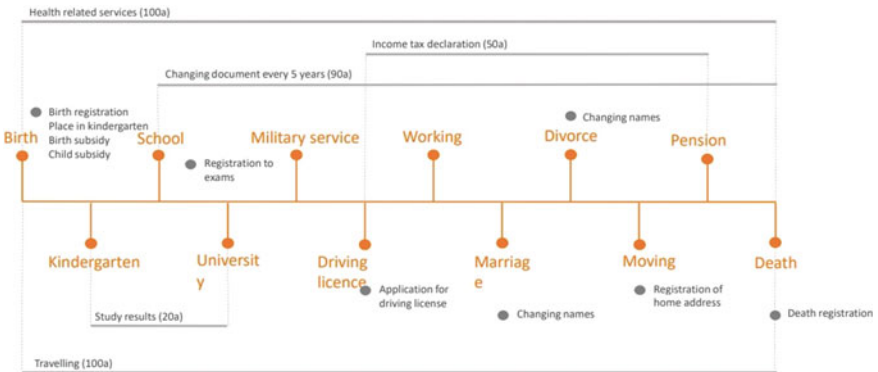 Health related services (100a)
Income tax declaration (50a)
Changing document every 5 years (90a)
Birth registration
Place in kindergarten
Birth subsidy
Child subsidy
Changing names
Birth
School
Military service
Working
Divorce
Pension
Registration to
exams
Kindergarten
Universit
y
Driving
licence
Marriag
e
Moving
Death
Application for
driving license
Changing names
Registration of
home address
Death registration
Study results (20a)
Travelling (100a)